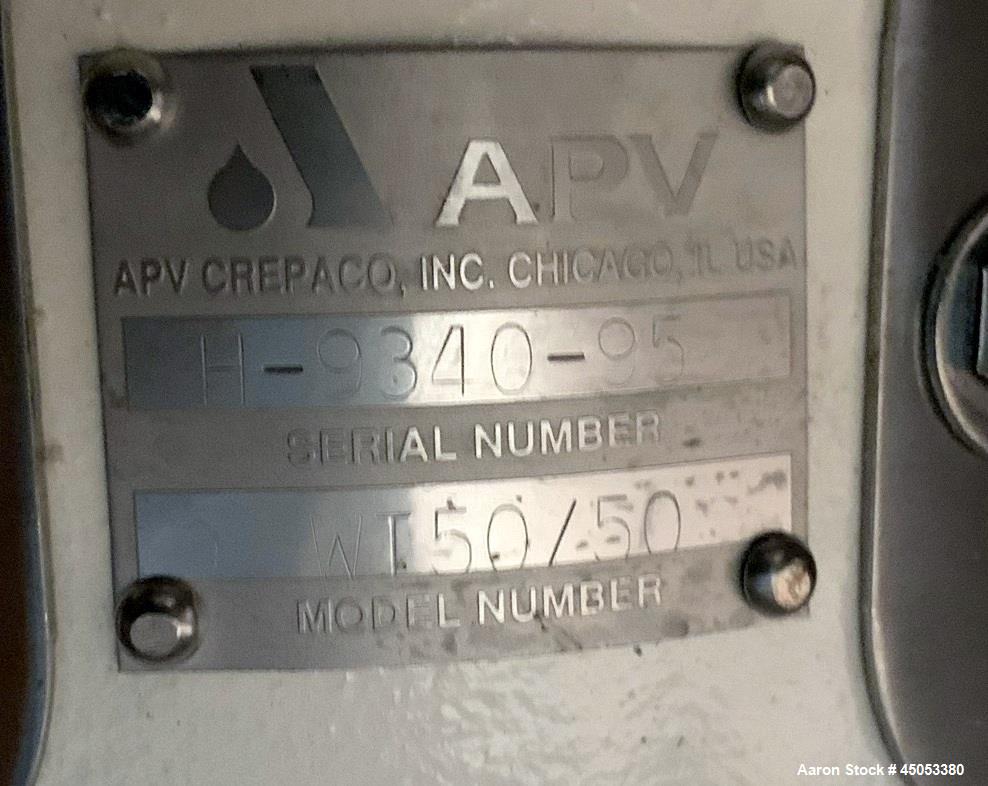 APV
APV CREPACO, INC. CHICAGO, IL USA
H-9340-95
SERIAL NUMBER
WI50/50
MODEL NUMBER
Aaron Stock # 45053380